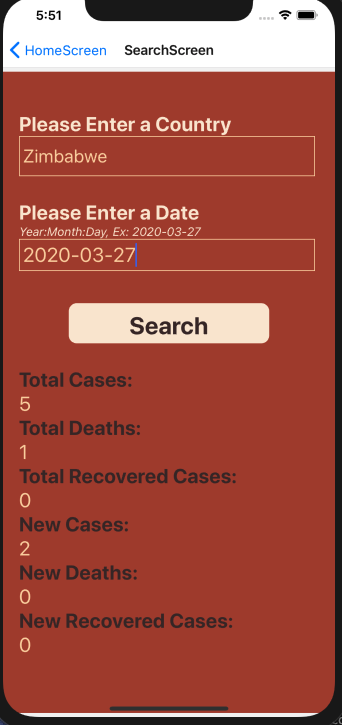 5:51
HomeScreen SearchScreen
Please Enter a Country
Zimbabwe
Please Enter a Date
Year:Month:Day, Ex: 2020-03-27
2020-03-27
Search
Total Cases:
5
Total Deaths:
1
Total Recovered Cases:
0
New Cases:
2
New Deaths:
0
New Recovered Cases:
0